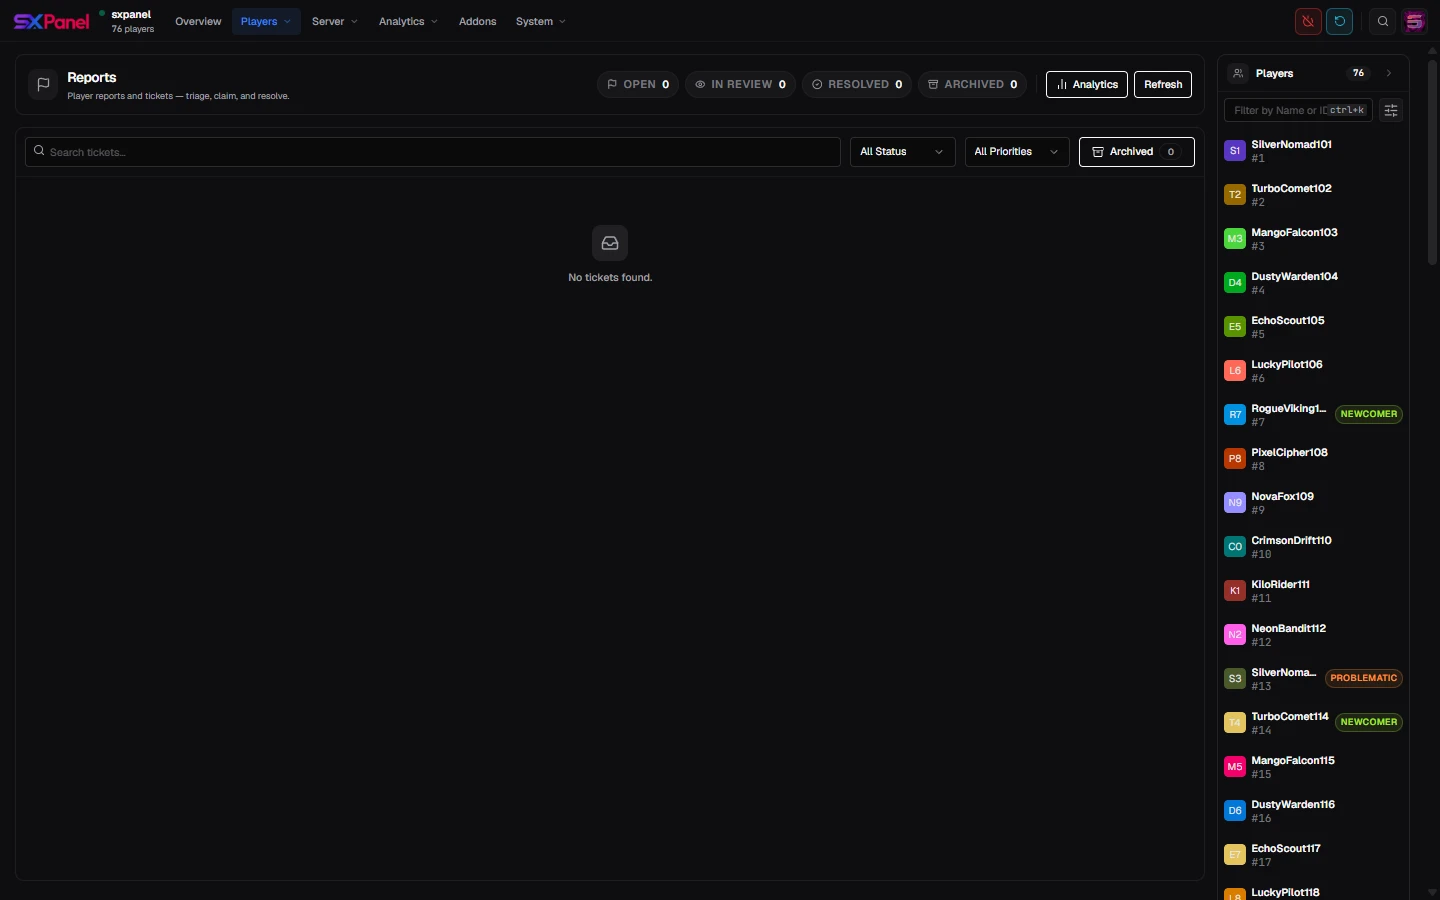 SXPanel
sxpanel
76 players
Overview
Players
Server
Analytics
Addons
System
Reports
Player reports and tickets — triage, claim, and resolve.
OPEN 0
IN REVIEW 0
RESOLVED 0
ARCHIVED 0
Analytics
Refresh
Search tickets...
All Status
All Priorities
Archived 0
No tickets found.
Players 76
Filter by Name or ID
ctrl+k
S1 SilverNomad101
#1
T2 TurboComet102
#2
M3 MangoFalcon103
#3
D4 DustyWarden104
#4
E5 EchoScout105
#5
L6 LuckyPilot106
#6
R7 RogueViking1... NEWCOMER
#7
P8 PixelCipher108
#8
N9 NovaFox109
#9
C0 CrimsonDrift110
#10
K1 KiloRider111
#11
N2 NeonBandit112
#12
S3 SilverNoma... PROBLEMATIC
#13
T4 TurboComet114 NEWCOMER
#14
M5 MangoFalcon115
#15
D6 DustyWarden116
#16
E7 EchoScout117
#17
L8 LuckyPilot118